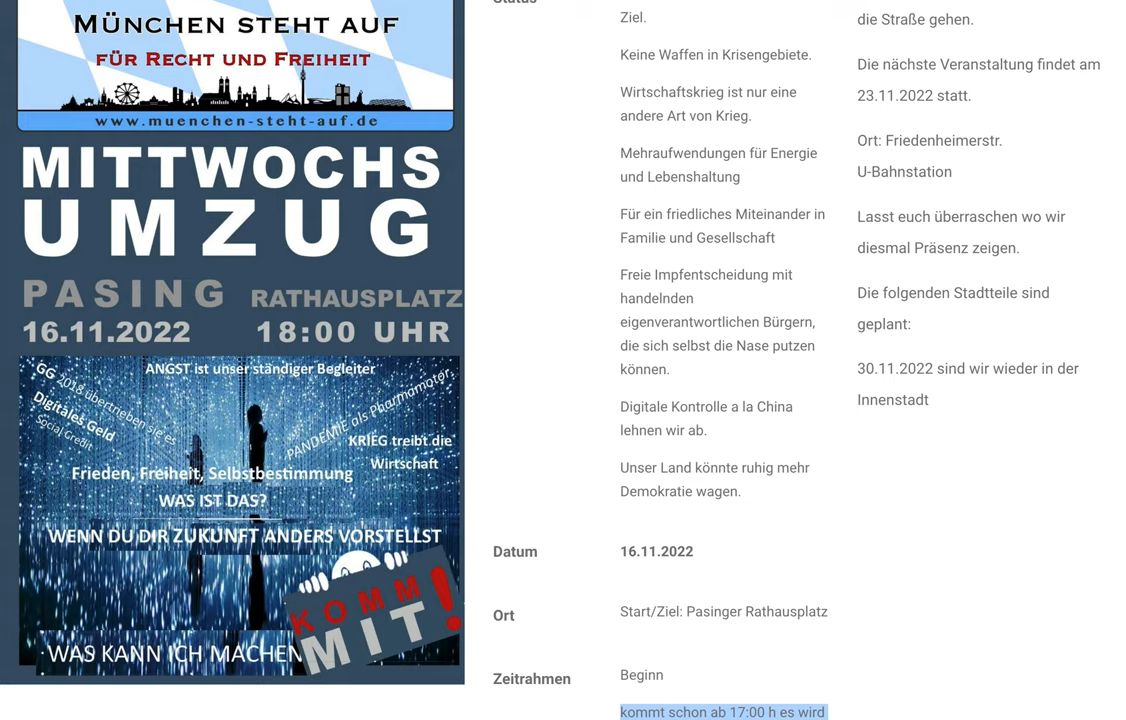 MÜNCHEN STEHT AUF
FÜR RECHT UND FREIHEIT
www.muenchen-steht-auf.de
MITTWOCHS
UMZUG
PASING RATHAUSPLATZ
16.11.2022 18:00 UHR
ANGST ist unser ständiger Begleiter
GG 2018 übertrieben sie es
Digitales Geld
Social Credit
PANDEMIE als Pharmamotor
KRIEG treibt die
Wirtschaft
Frieden, Freiheit, Selbstbestimmung
WAS IST DAS?
WENN DU DIR ZUKUNFT ANDERS VORSTELLST
KOMM
MIT!
WAS KANN ICH MACHEN
Ziel.
Keine Waffen in Krisengebiete.
Wirtschaftskrieg ist nur eine
andere Art von Krieg.
Mehraufwendungen für Energie
und Lebenshaltung
Für ein friedliches Miteinander in
Familie und Gesellschaft
Freie Impfentscheidung mit
handelnden
eigenverantwortlichen Bürgern,
die sich selbst die Nase putzen
können.
Digitale Kontrolle a la China
lehnen wir ab.
Unser Land könnte ruhig mehr
Demokratie wagen.
Datum 16.11.2022
Ort Start/Ziel: Pasinger Rathausplatz
Zeitrahmen Beginn
kommt schon ab 17:00 h es wird
die Straße gehen.
Die nächste Veranstaltung findet am
23.11.2022 statt.
Ort: Friedenheimerstr.
U-Bahnstation
Lasst euch überraschen wo wir
diesmal Präsenz zeigen.
Die folgenden Stadtteile sind
geplant:
30.11.2022 sind wir wieder in der
Innenstadt